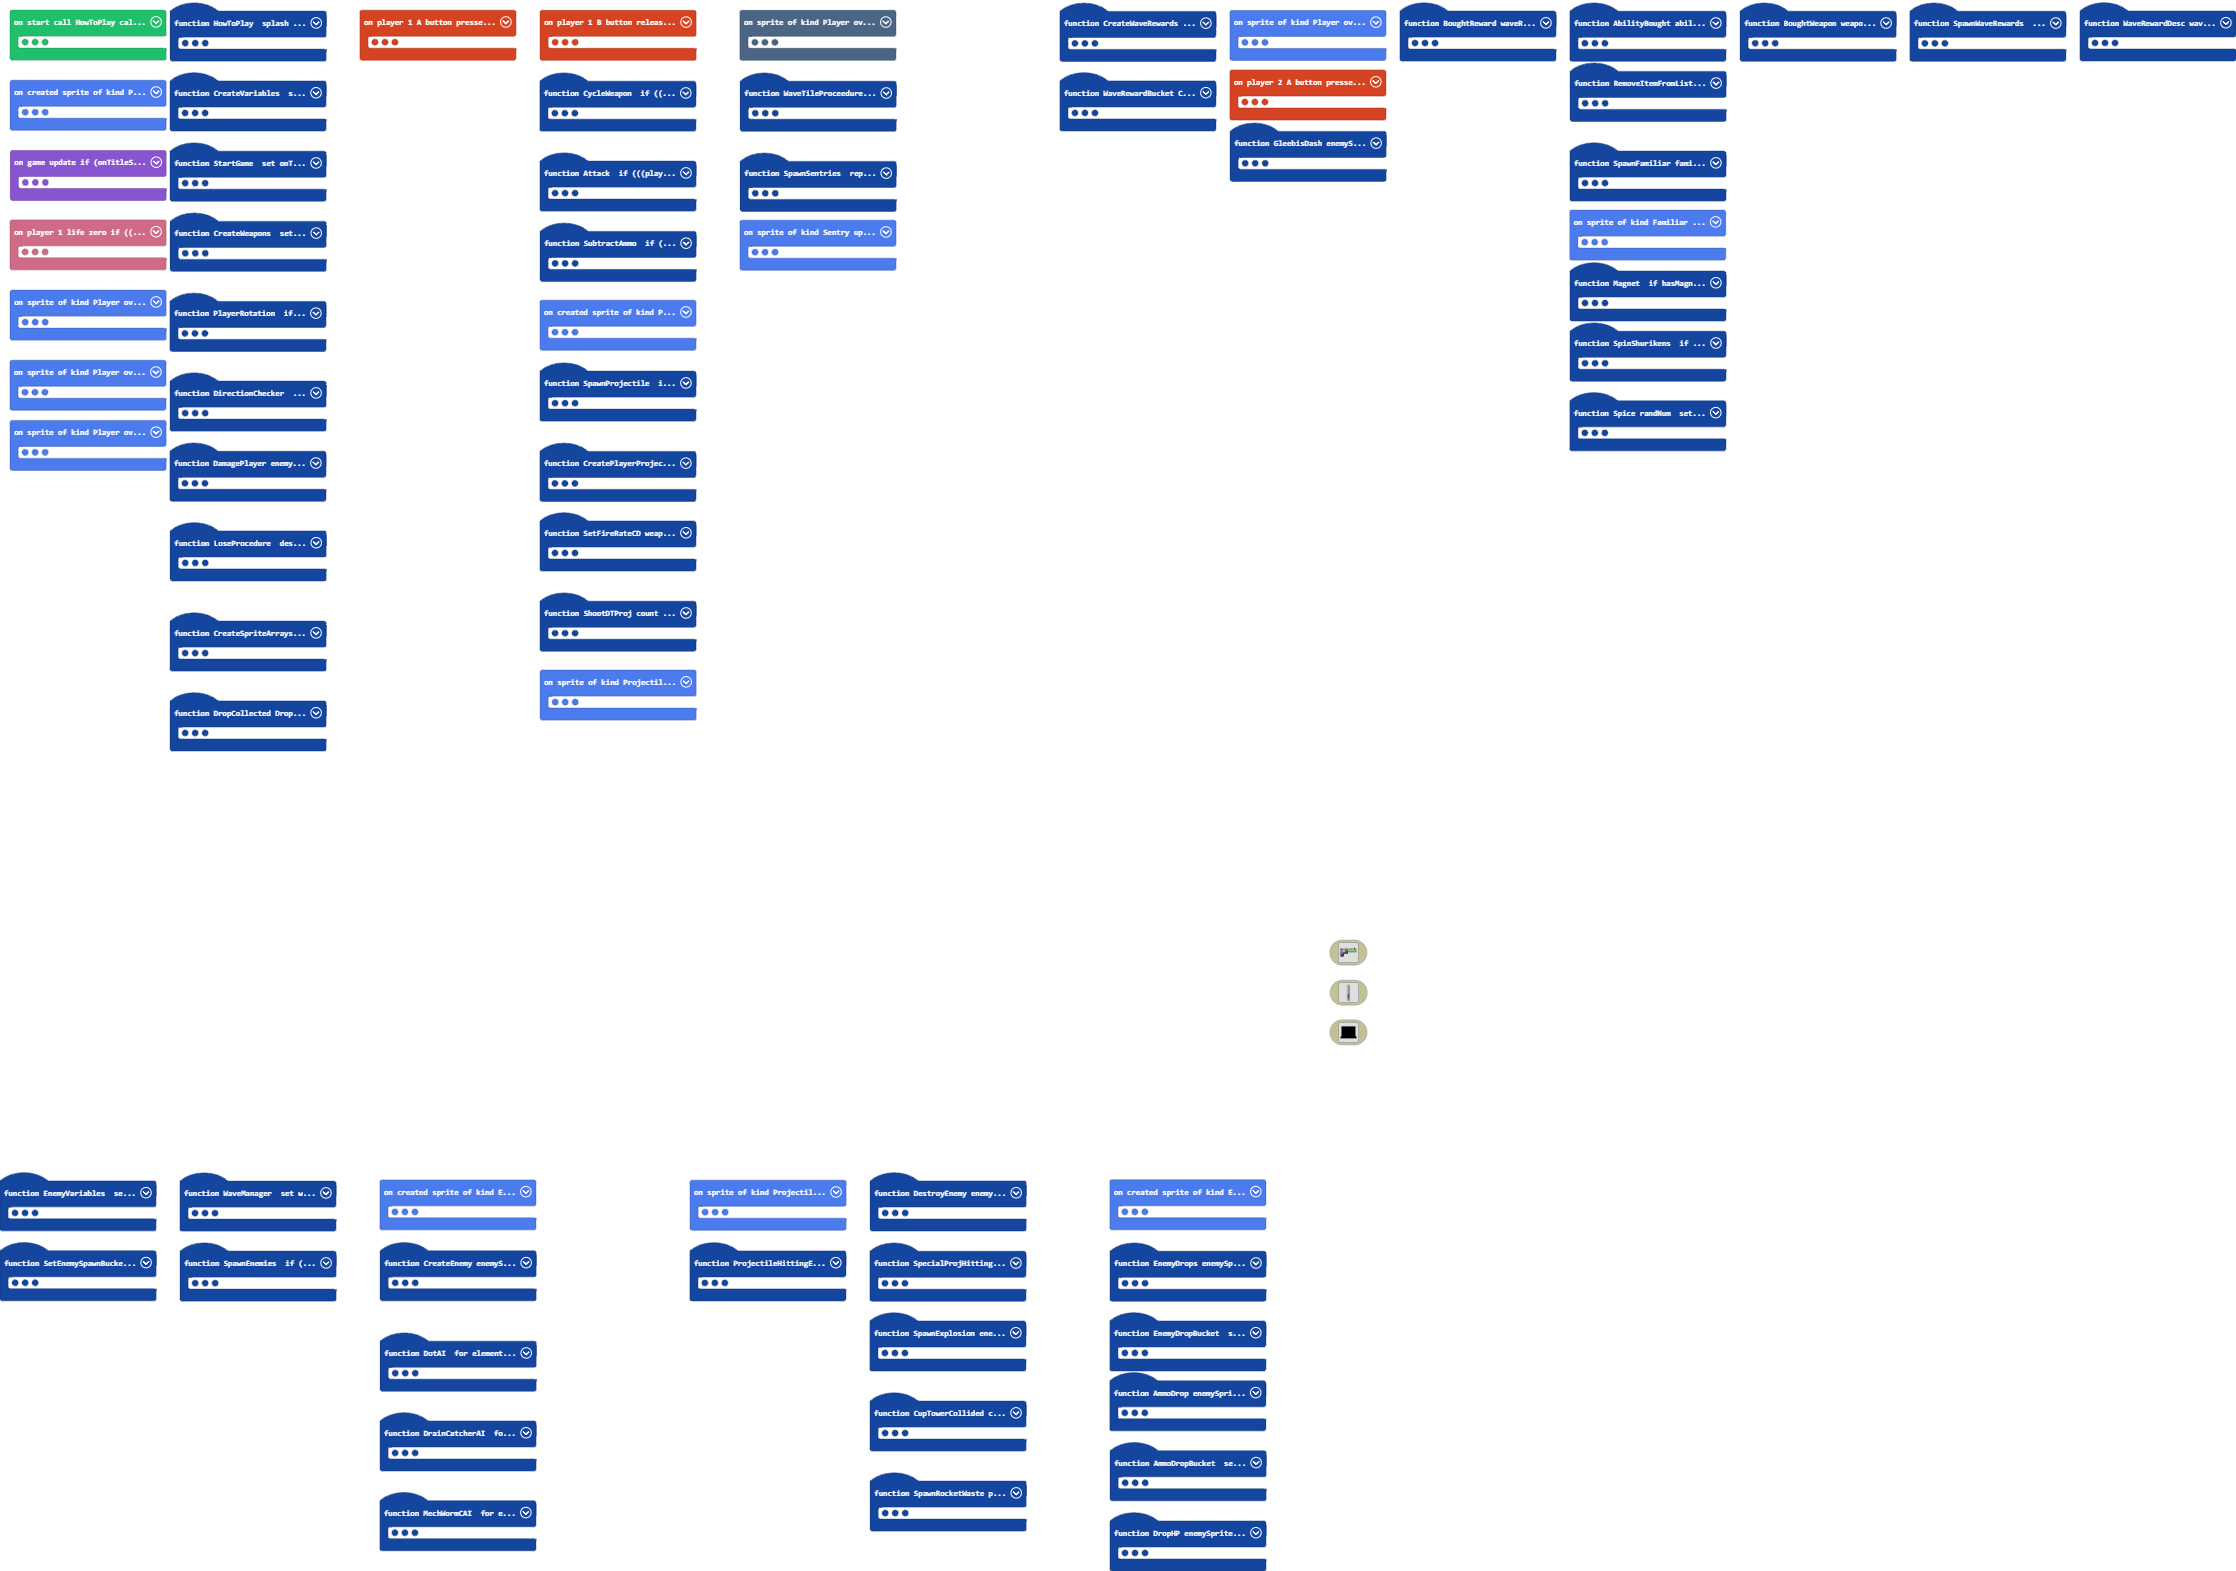 on start call HowToPlay cal...
on created sprite of kind P...
on game update if (onTitleS...
on player 1 life zero if ((...
on sprite of kind Player ov...
on sprite of kind Player ov...
on sprite of kind Player ov...
function HowToPlay splash ...
function CreateVariables s...
function StartGame set onT...
function CreateWeapons set...
function PlayerRotation if...
function DirectionChecker ...
function DamagePlayer enemy...
function LoseProcedure des...
function CreateSpriteArrays...
function DropCollected Drop...
on player 1 A button presse...
on player 1 B button releas...
function CycleWeapon if ((...
function Attack if (((play...
function SubtractAmmo if (...
on created sprite of kind P...
function SpawnProjectile i...
function CreatePlayerProjec...
function SetFireRateCD weap...
function ShootDTProj count ...
on sprite of kind Projectil...
on sprite of kind Player ov...
function WaveTileProceedure...
function SpawnSentries rep...
on sprite of kind Sentry up...
function CreateWaveRewards ...
function WaveRewardBucket C...
on sprite of kind Player ov...
on player 2 A button presse...
function GleebisDash enemyS...
function BoughtReward waveR...
function AbilityBought abil...
function RemoveItemFromList...
function SpawnFamiliar fami...
on sprite of kind Familiar ...
function Magnet if hasMagn...
function SpinShurikens if ...
function Spice randNum set...
function BoughtWeapon weapo...
function SpawnWaveRewards ...
function WaveRewardDesc wav...
function EnemyVariables se...
function SetEnemySpawnBucke...
function WaveManager set w...
function SpawnEnemies if (...
on created sprite of kind E...
function CreateEnemy enemyS...
function DotAI for element...
function DrainCatcherAI fo...
function MechWormCAI for e...
on sprite of kind Projectil...
function ProjectileHittingE...
function DestroyEnemy enemy...
function SpecialProjHitting...
function SpawnExplosion ene...
function CupTowerCollided c...
function SpawnRocketWaste p...
on created sprite of kind E...
function EnemyDrops enemySp...
function EnemyDropBucket s...
function AmmoDrop enemySpri...
function AmmoDropBucket se...
function DropHP enemySprite...